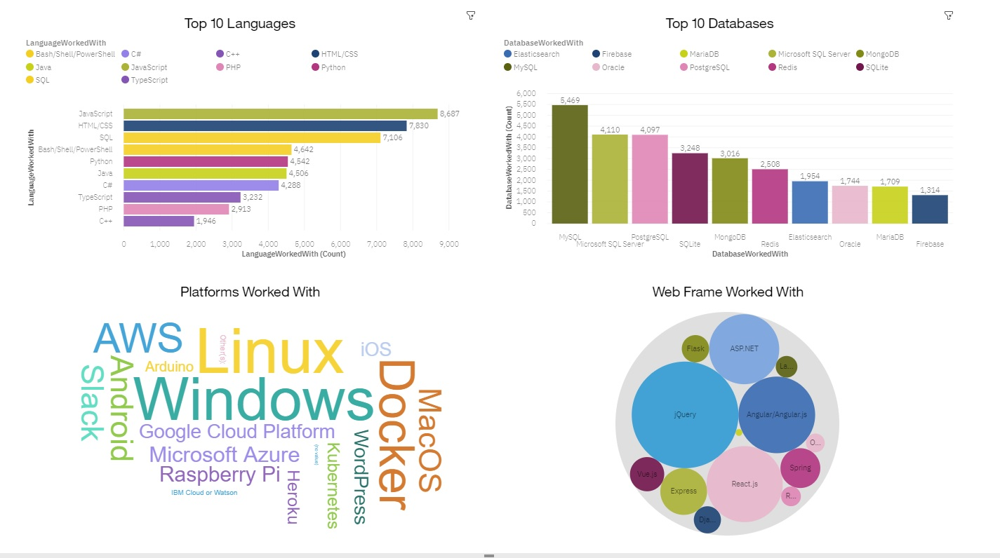 Top 10 Languages
LanguageWorkedWith
Bash/Shell/PowerShell C# C++ HTML/CSS
Java JavaScript PHP Python
SQL TypeScript
LanguageWorkedWith
JavaScript 8,687
HTML/CSS 7,830
SQL 7,106
Bash/Shell/PowerShell 4,642
Python 4,542
Java 4,506
C# 4,288
TypeScript 3,232
PHP 2,913
C++ 1,946
0 1,000 2,000 3,000 4,000 5,000 6,000 7,000 8,000 9,000
LanguageWorkedWith (Count)
Top 10 Databases
DatabaseWorkedWith
Elasticsearch Firebase MariaDB Microsoft SQL Server MongoDB
MySQL Oracle PostgreSQL Redis SQLite
DatabaseWorkedWith (Count)
6,000
5,500
5,000
4,500
4,000
3,500
3,000
2,500
2,000
1,500
1,000
500
0
5,469 4,110 4,097 3,248 3,016 2,508 1,954 1,744 1,709 1,314
MySQL PostgreSQL MongoDB Elasticsearch MariaDB
Microsoft SQL Server SQLite Redis Oracle Firebase
DatabaseWorkedWith
Platforms Worked With
AWS
Linux
Other(s):
iOS
Arduino
Slack
Android
Windows
Docker
MacOS
Google Cloud Platform
Microsoft Azure
(no value)
Kubernetes
WordPress
Raspberry Pi
Heroku
IBM Cloud or Watson
Web Frame Worked With
Flask
ASP.NET
La...
jQuery
Angular/Angular.js
O...
Vue.js
Express
React.js
Spring
R...
Dja...